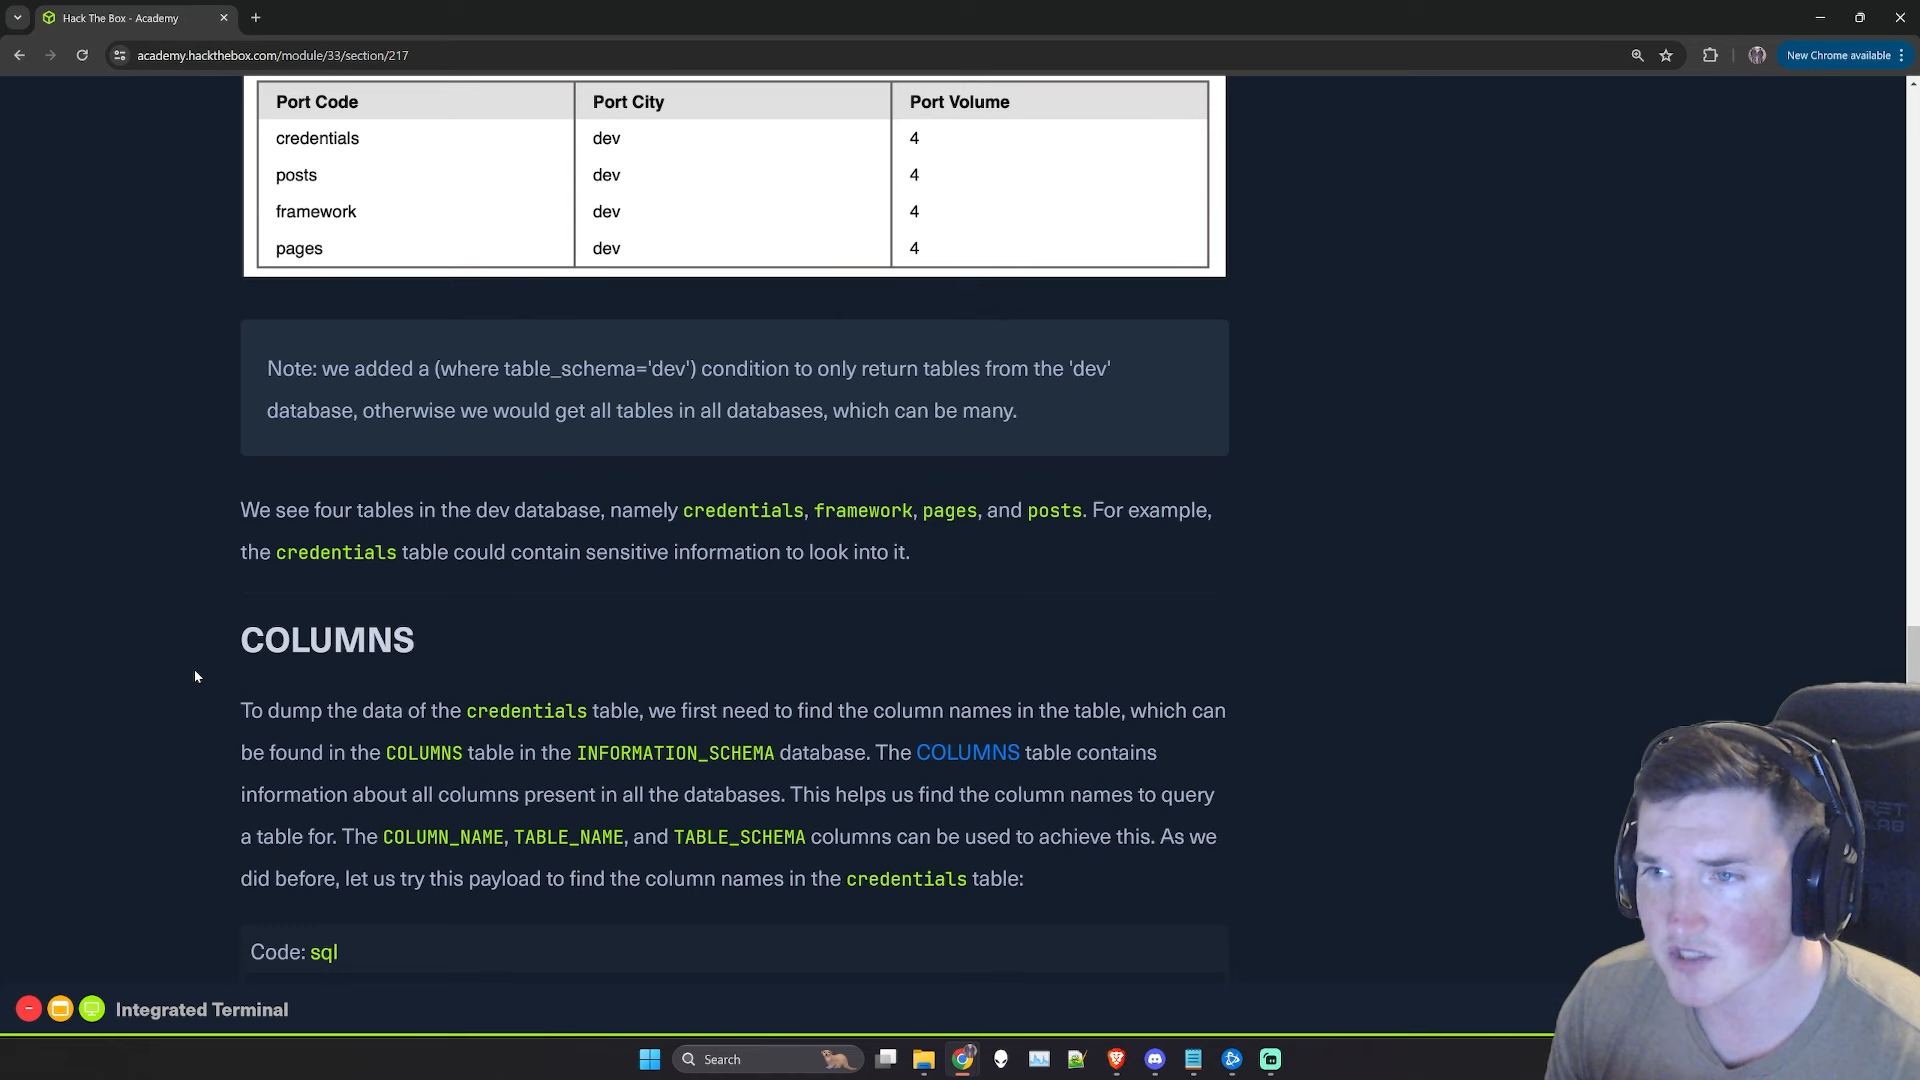 Hack The Box - Academy
academy.hackthebox.com/module/33/section/217
New Chrome available
Port Code Port City Port Volume
credentials dev 4
posts dev 4
framework dev 4
pages dev 4
Note: we added a (where table_schema='dev') condition to only return tables from the 'dev'
database, otherwise we would get all tables in all databases, which can be many.
We see four tables in the dev database, namely credentials, framework, pages, and posts. For example,
the credentials table could contain sensitive information to look into it.
COLUMNS
To dump the data of the credentials table, we first need to find the column names in the table, which can
be found in the COLUMNS table in the INFORMATION_SCHEMA database. The COLUMNS table contains
information about all columns present in all the databases. This helps us find the column names to query
a table for. The COLUMN_NAME, TABLE_NAME, and TABLE_SCHEMA columns can be used to achieve this. As we
did before, let us try this payload to find the column names in the credentials table:
Code: sql
Integrated Terminal
Search